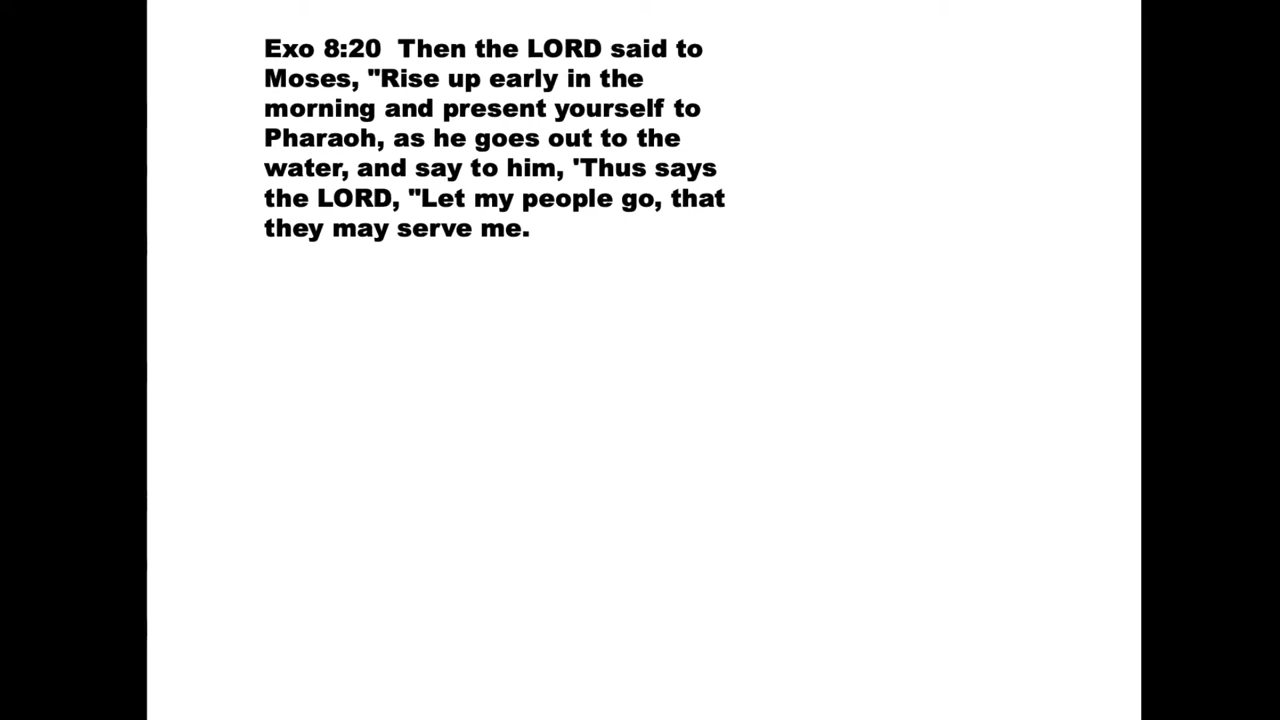 Exo 8:20  Then the LORD said to
Moses, "Rise up early in the
morning and present yourself to
Pharaoh, as he goes out to the
water, and say to him, 'Thus says
the LORD, "Let my people go, that
they may serve me.